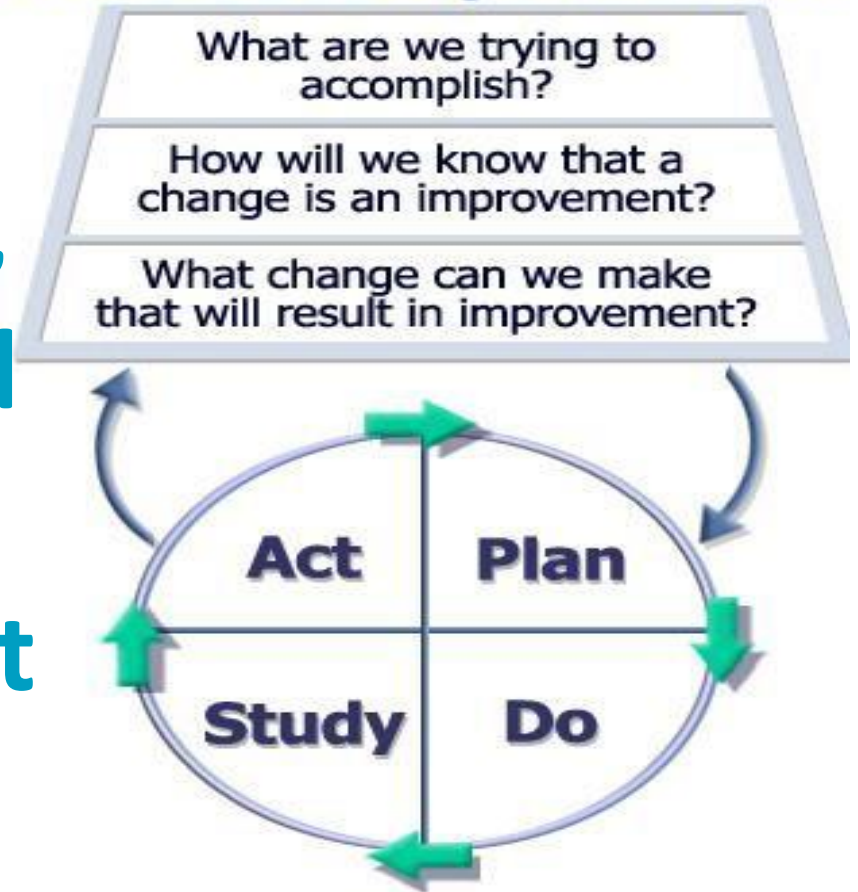 What are we trying to
accomplish?
How will we know that a
change is an improvement?
What change can we make
that will result in improvement?
Act
Plan
Study
Do